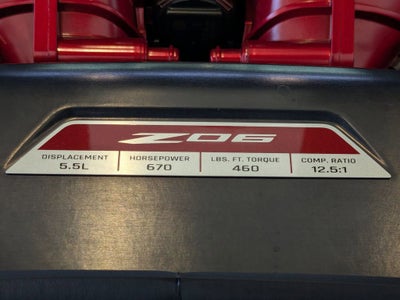 Z06
DISPLACEMENT HORSEPOWER LBS. FT. TORQUE COMP. RATIO
5.5L 670 460 12.5:1